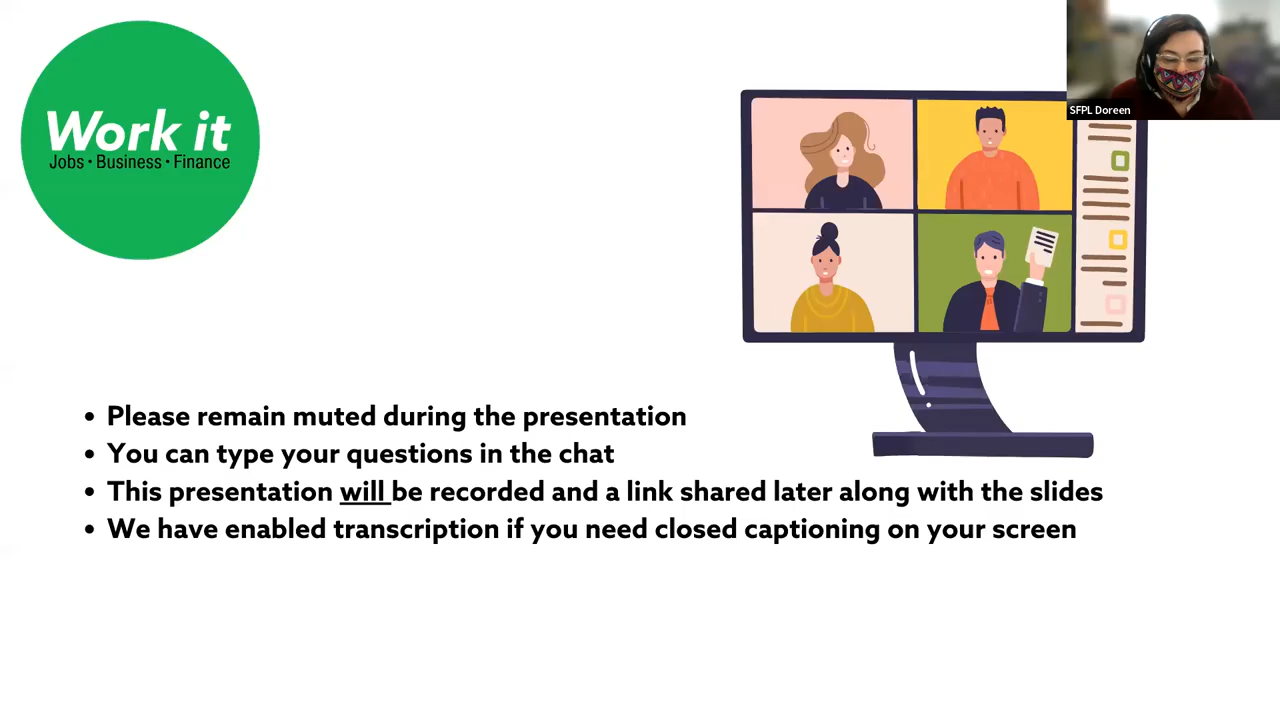 Work it
Jobs • Business • Finance
SFPL Doreen
• Please remain muted during the presentation
• You can type your questions in the chat
• This presentation will be recorded and a link shared later along with the slides
• We have enabled transcription if you need closed captioning on your screen